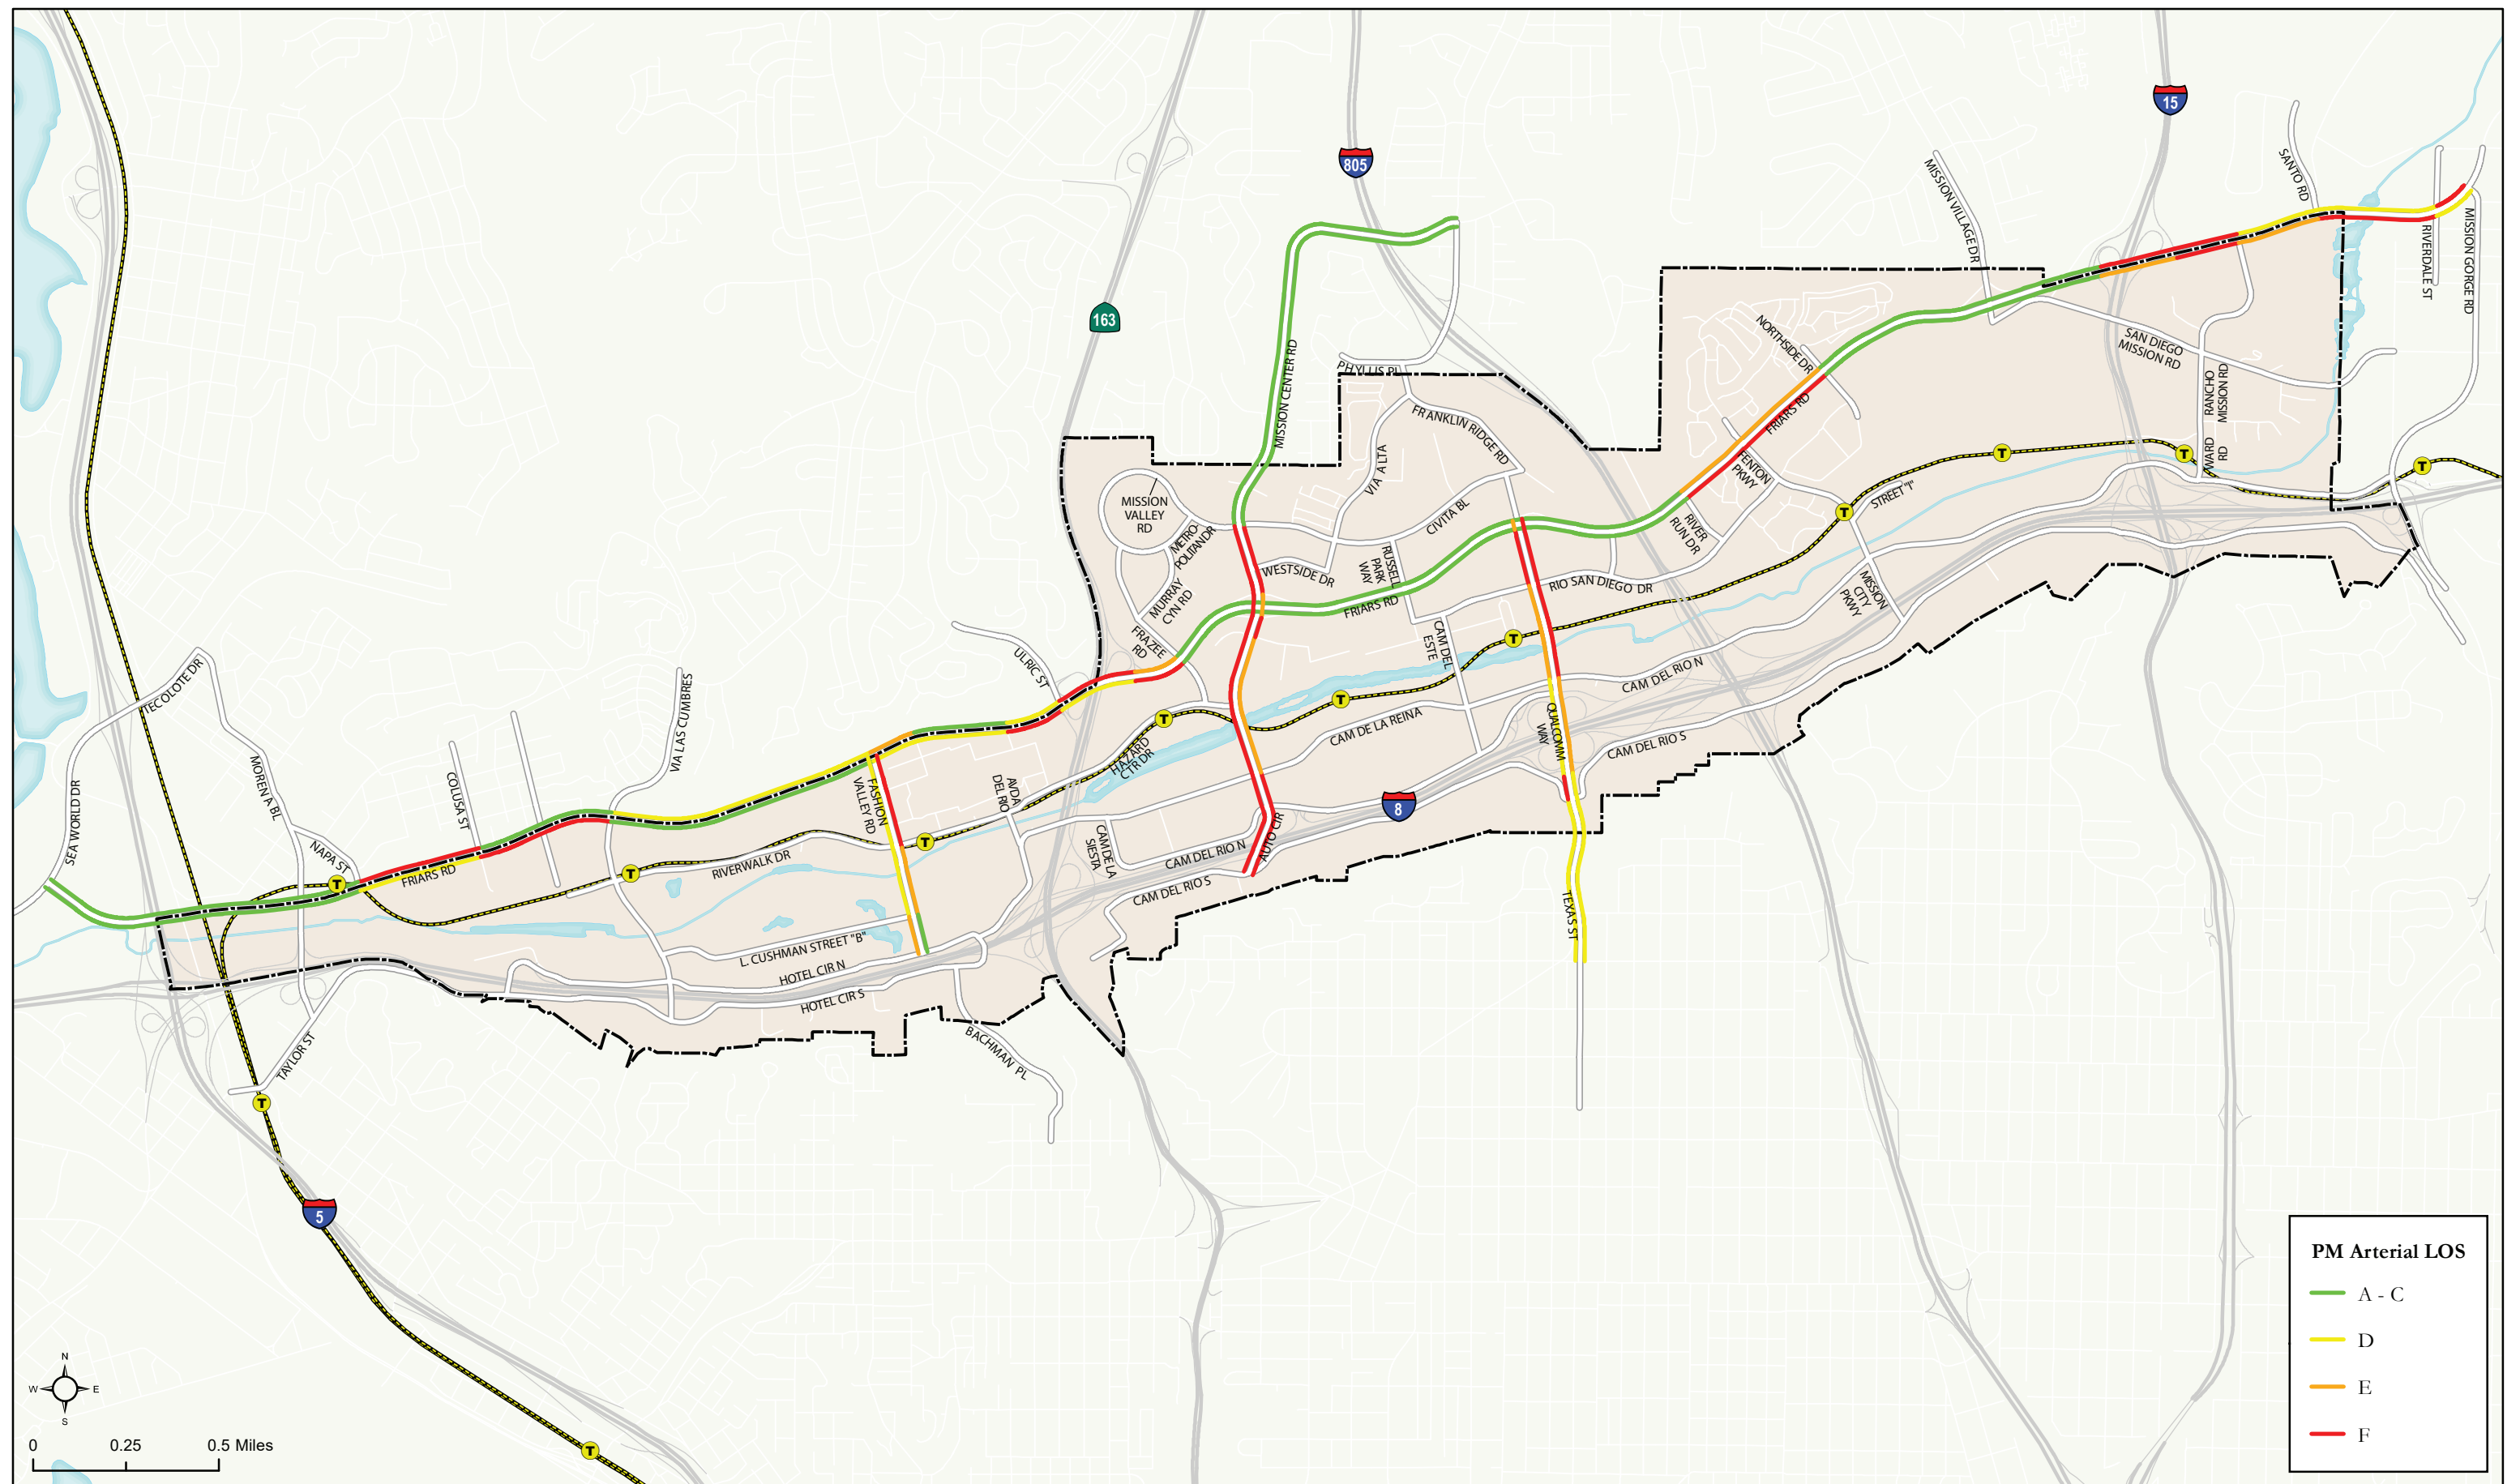 15
805
SANTO RD
MISSION VILLAGE DR
RIVERDALE ST
MISSION GORGE RD
163
NORTHSIDE DR
SAN DIEGO
MISSION RD
MISSION CENTER RD
PHYLLIS PL
RANCHO
MISSION RD
FRIARS RD
FRANKLIN RIDGE RD
VIA ALTA
WARD
RD
T
T
T
FENTON
PKWY
STREET "I"
MISSION
VALLEY
RD
CIVITA BL
METRO-
POLITAN DR
RIVER
RUN DR
T
RUSSELL
PARK
WAY
WESTSIDE DR
RIO SAN DIEGO DR
MURRAY
CYN RD
MISSION
CITY
PKWY
FRIARS RD
FRAZEE
RD
CAM DEL
ESTE
T
ULRIC ST
TECOLOTE DR
VIA LAS CUMBRES
CAM DEL RIO N
T
T
CAM DE LA REINA
QUALCOMM
WAY
CAM DEL RIO S
HAZARD
CTR DR
MORENA BL
SEA WORLD DR
COLUSA ST
FASHION
VALLEY RD
AVDA
DEL RIO
8
T
NAPA ST
AUTO CIR
CAM DE LA
SIESTA
CAM DEL RIO N
RIVERWALK DR
T
T
FRIARS RD
CAM DEL RIO S
TEXAS ST
L. CUSHMAN STREET "B"
HOTEL CIR N
HOTEL CIR S
TAYLOR ST
BACHMAN PL
T
5
PM Arterial LOS
A - C
D
E
F
N
W
E
S
0
0.25
0.5 Miles
T